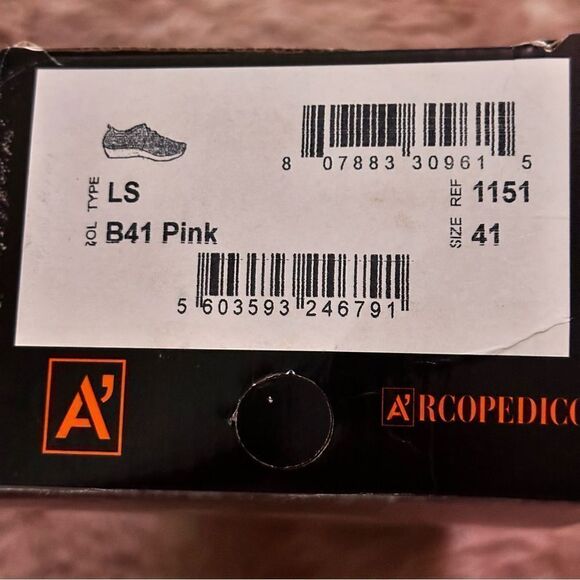 8 07883 30961 5
TYPE LS REF 1151
COL B41 Pink SIZE 41
5 603593 246791
A' A'RCOPEDICO